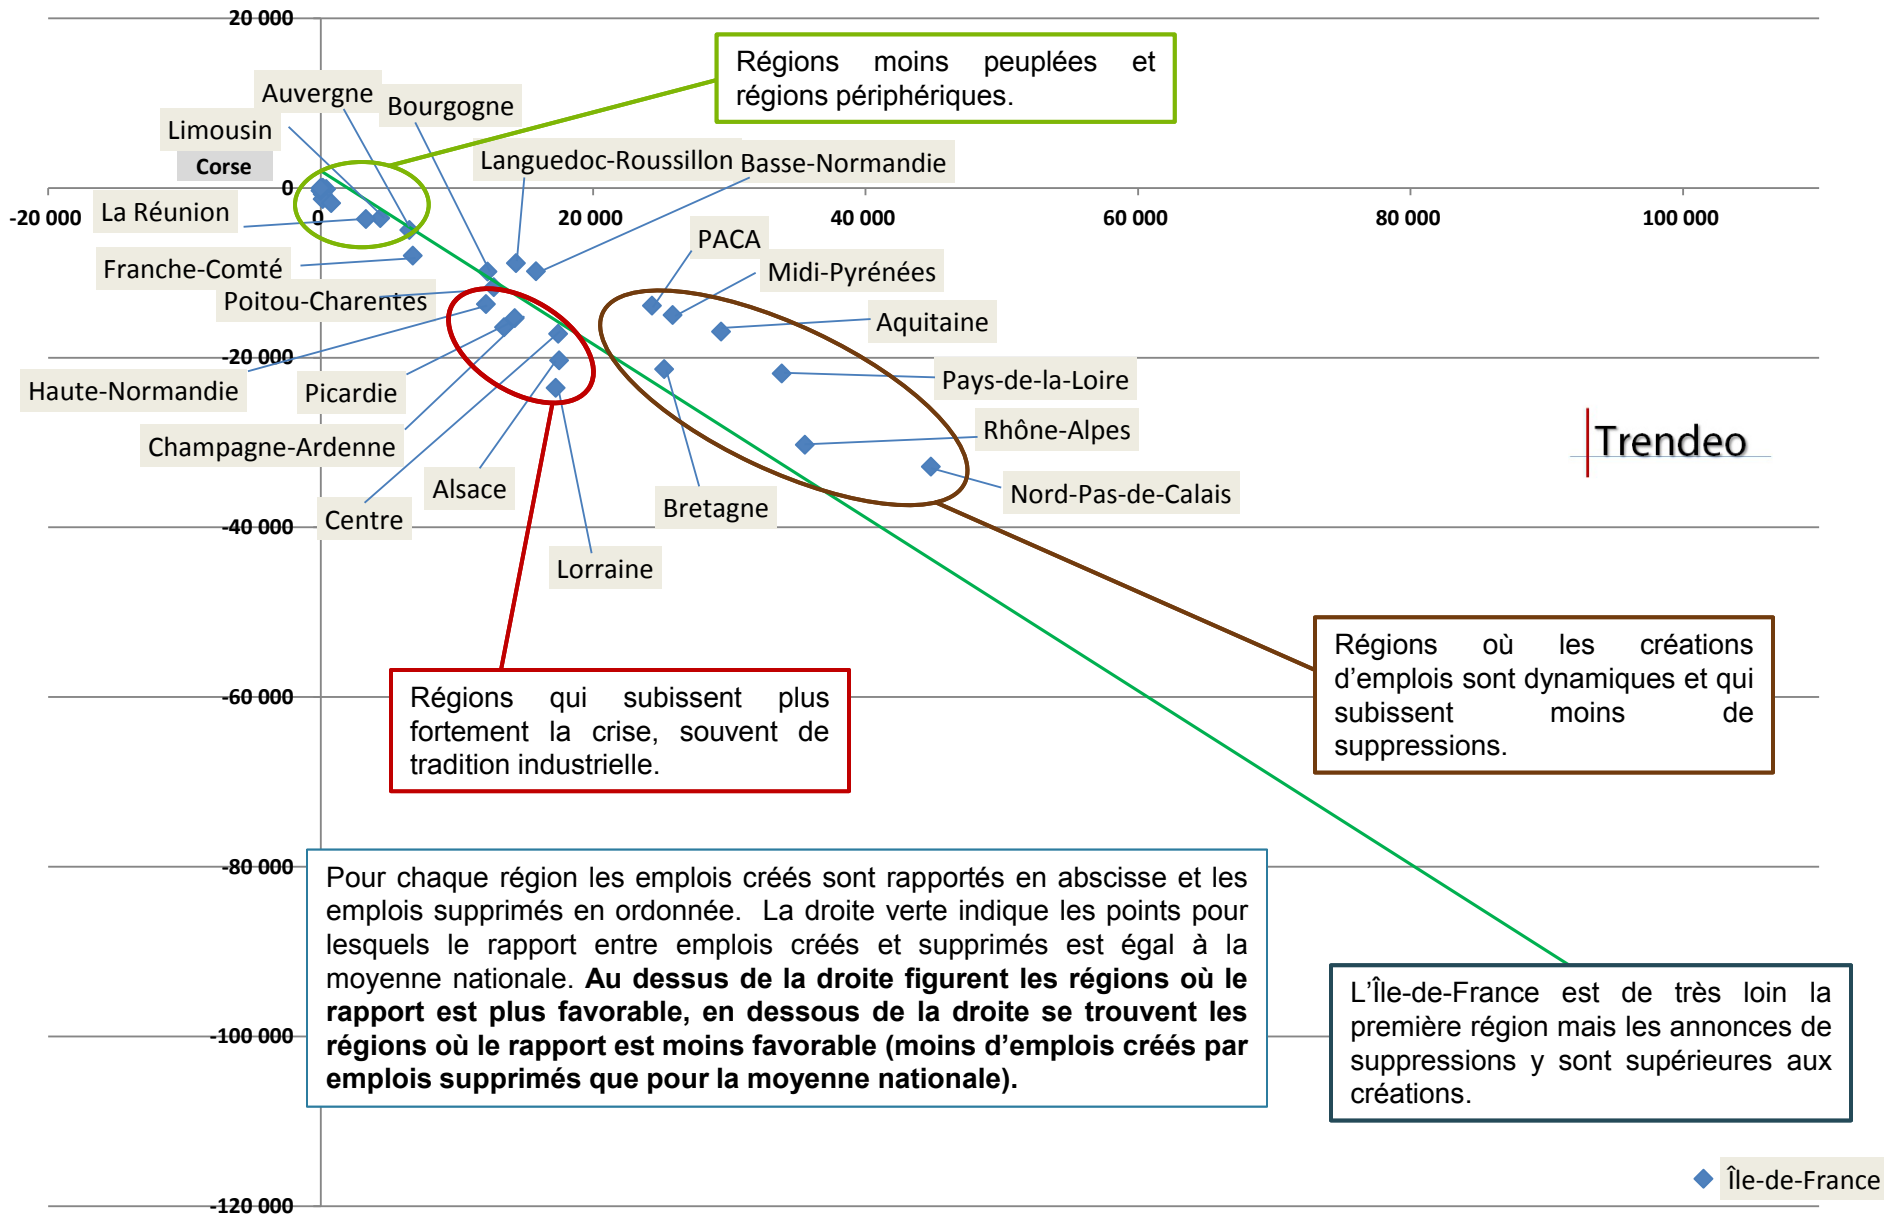 20 000
Régions moins peuplées et
régions périphériques.
Auvergne
Bourgogne
Limousin
Corse
Languedoc-Roussillon
Basse-Normandie
0
-20 000
0
20 000
40 000
60 000
80 000
100 000
La Réunion
PACA
Franche-Comté
Midi-Pyrénées
Poitou-Charentes
Aquitaine
-20 000
Haute-Normandie
Picardie
Pays-de-la-Loire
Rhône-Alpes
Trendeo
Champagne-Ardenne
Alsace
Nord-Pas-de-Calais
Centre
Bretagne
-40 000
Lorraine
Régions où les créations
d’emplois sont dynamiques et qui
subissent moins de
suppressions.
-60 000
Régions qui subissent plus
fortement la crise, souvent de
tradition industrielle.
-80 000
Pour chaque région les emplois créés sont rapportés en abscisse et les
emplois supprimés en ordonnée. La droite verte indique les points pour
lesquels le rapport entre emplois créés et supprimés est égal à la
moyenne nationale. Au dessus de la droite figurent les régions où le
rapport est plus favorable, en dessous de la droite se trouvent les
régions où le rapport est moins favorable (moins d’emplois créés par
emplois supprimés que pour la moyenne nationale).
-100 000
L’Île-de-France est de très loin la
première région mais les annonces de
suppressions y sont supérieures aux
créations.
Île-de-France
-120 000